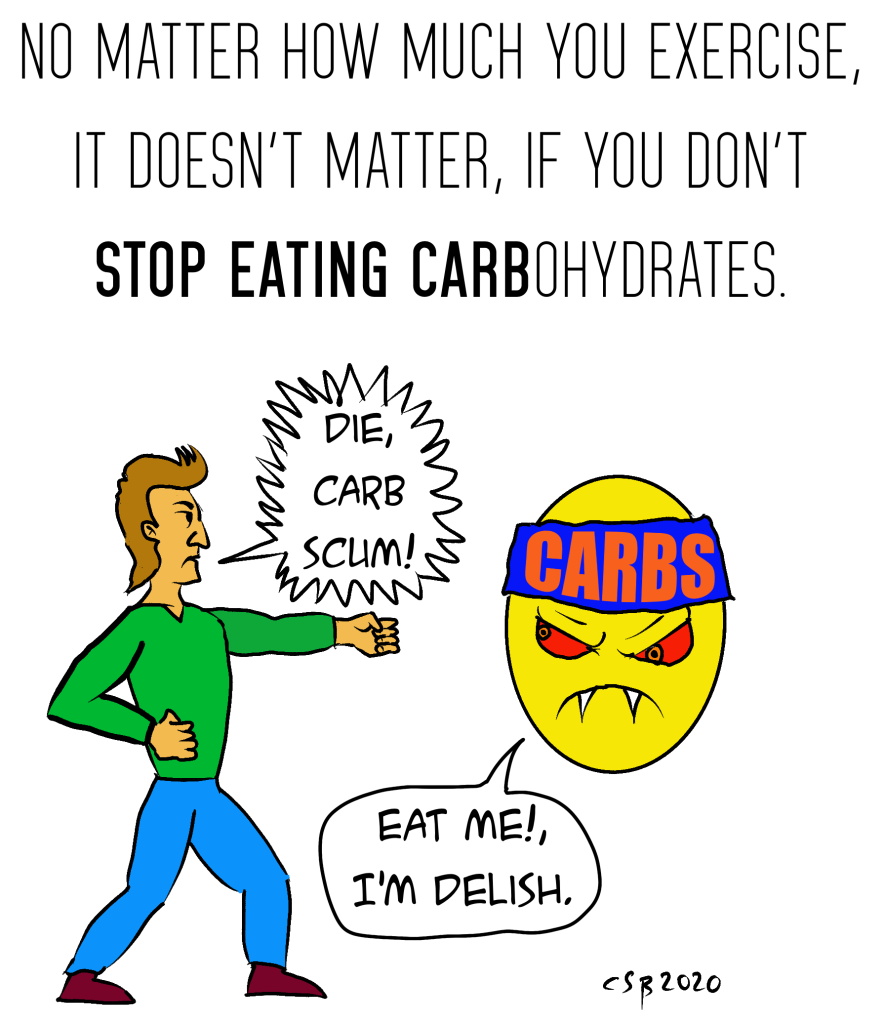 NO MATTER HOW MUCH YOU EXERCISE,
IT DOESN'T MATTER, IF YOU DON'T
STOP EATING CARBOHYDRATES.
DIE,
CARB
SCUM!
CARBS
EAT ME!,
I'M DELISH.
CSB2020